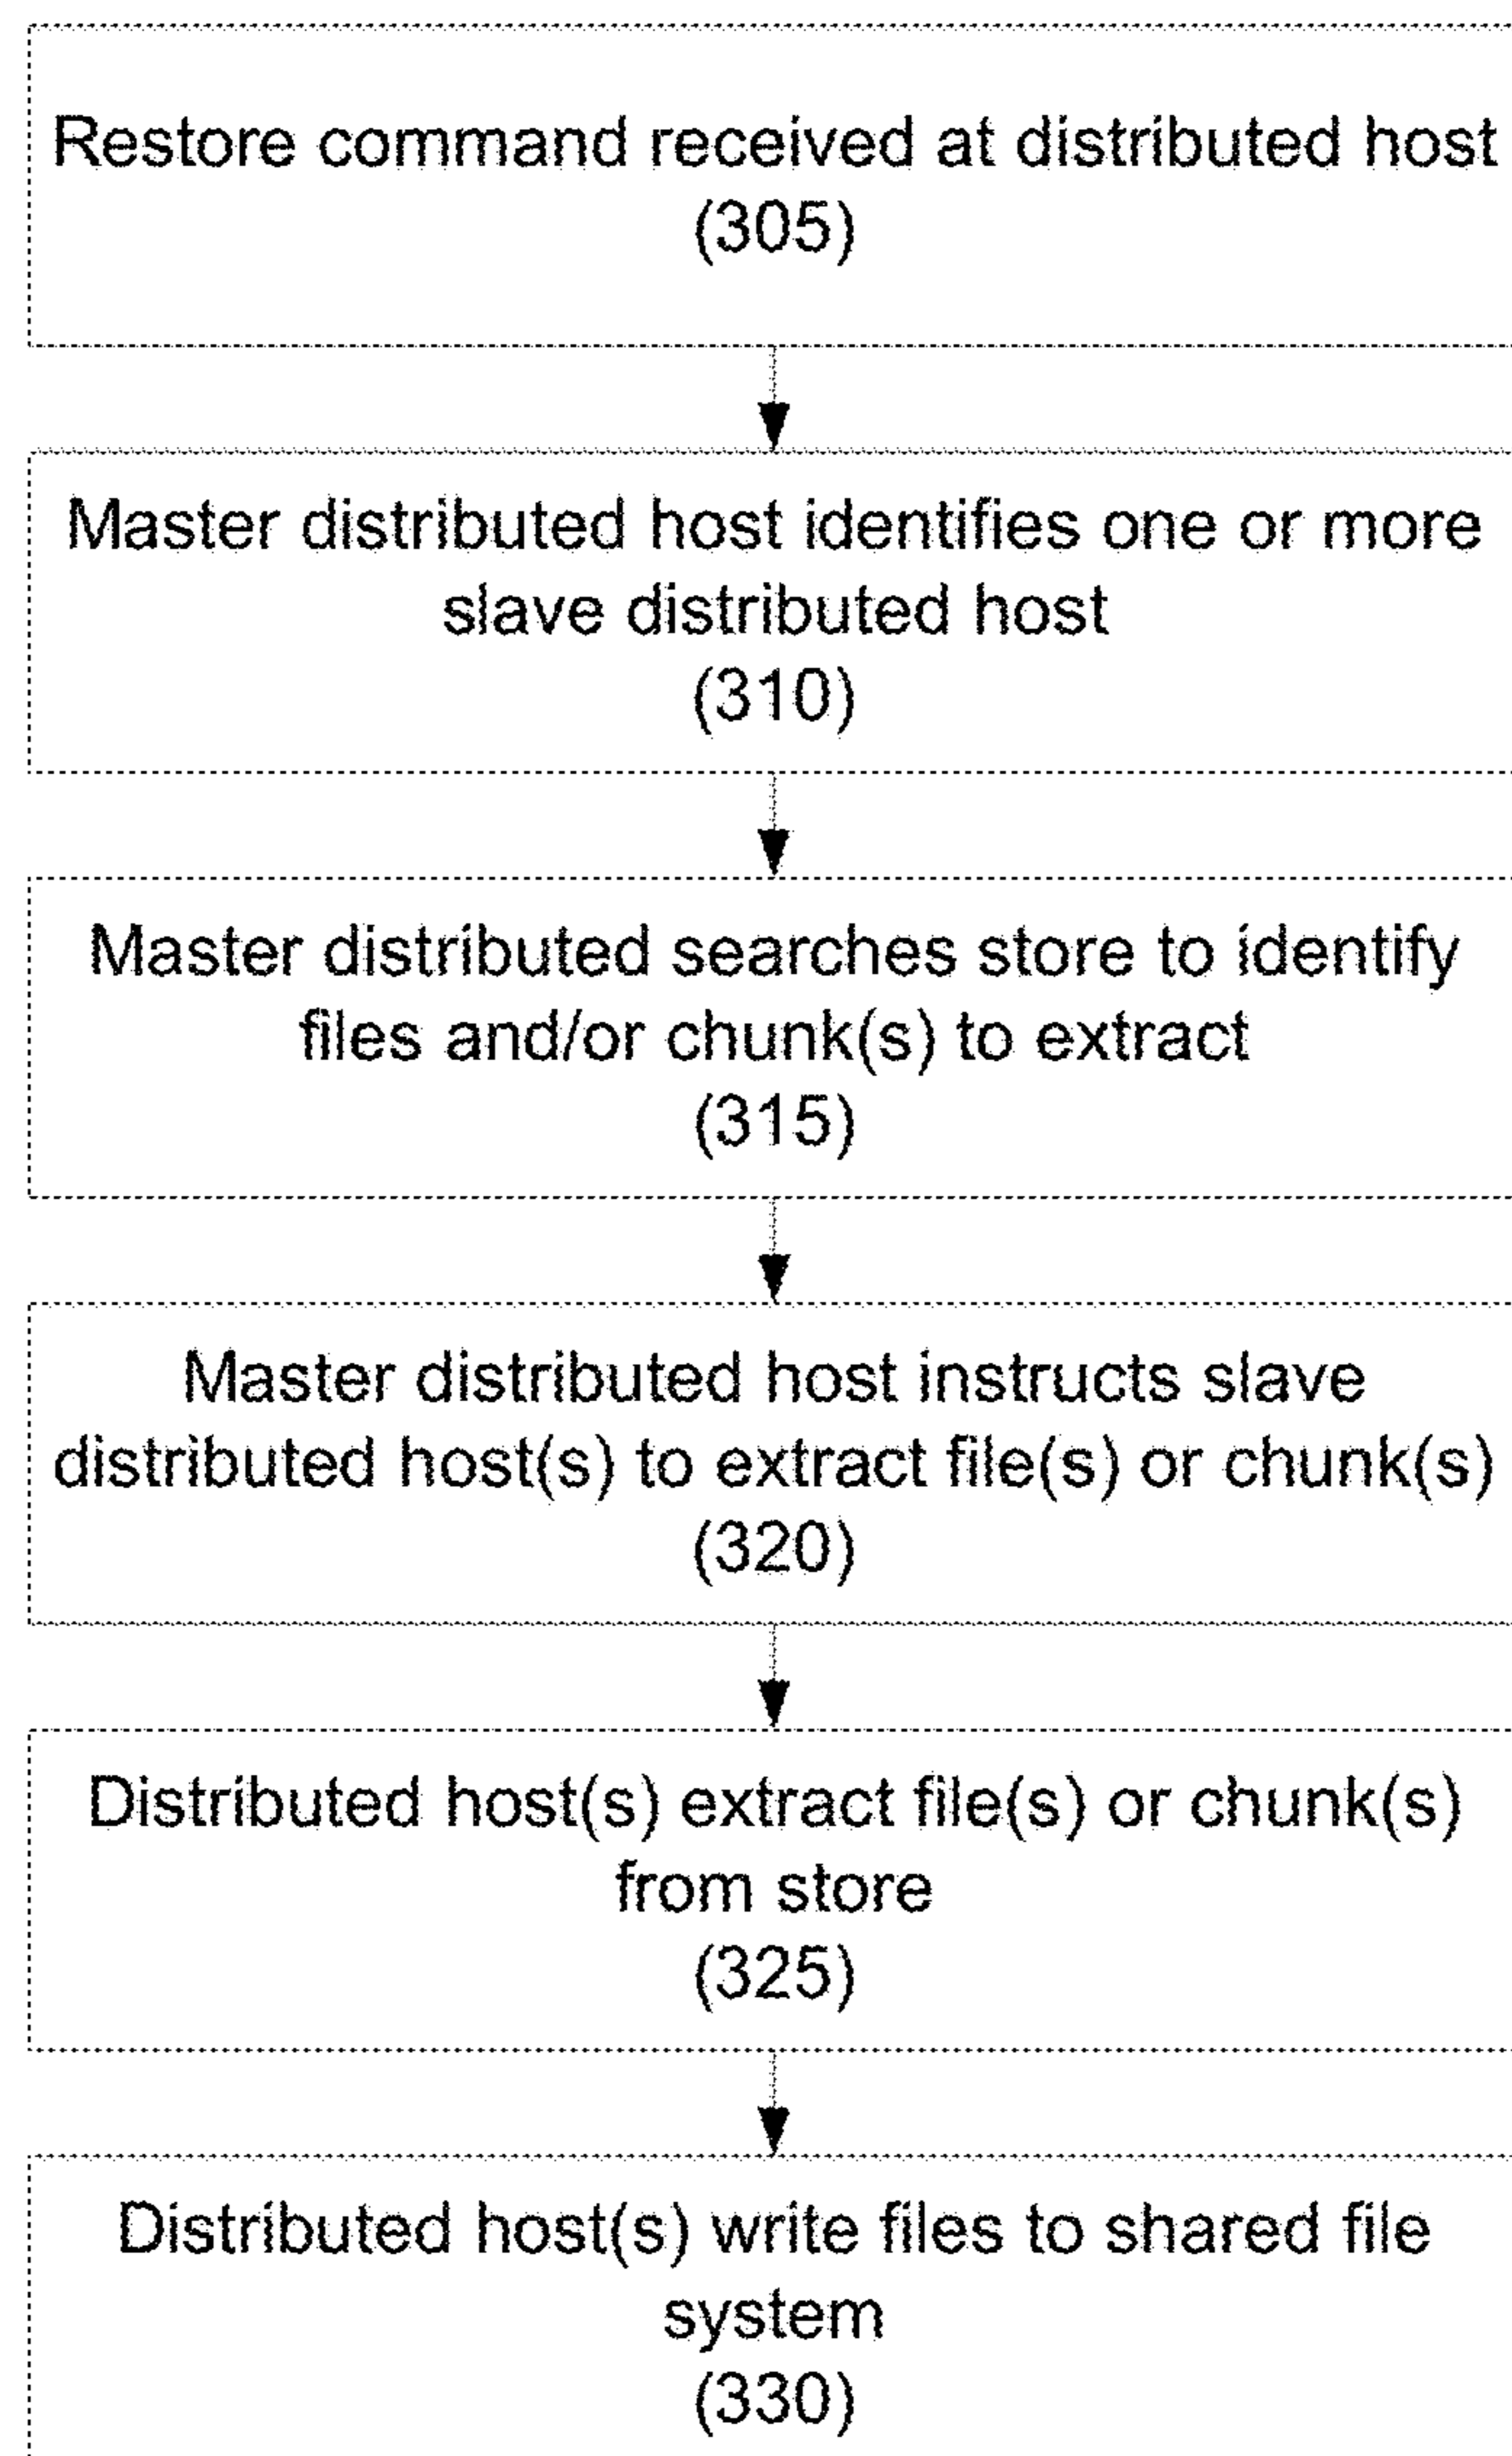 Restore command received at distributed host
(305)
Master distributed host identifies one or more
slave distributed host
(310)
Master distributed searches store to identify
files and/or chunk(s) to extract
(315)
Master distributed host instructs slave
distributed host(s) to extract file(s) or chunk(s)
(320)
Distributed host(s) extract file(s) or chunk(s)
from store
(325)
Distributed host(s) write files to shared file
system
(330)